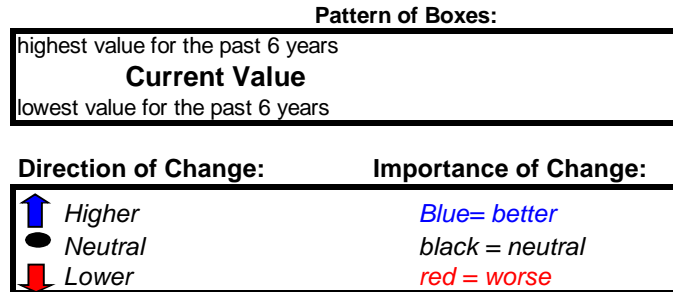 Pattern of Boxes:
highest value for the past 6 years
Current Value
lowest value for the past 6 years
Direction of Change: Importance of Change:
Higher Blue= better
Neutral black = neutral
Lower red = worse